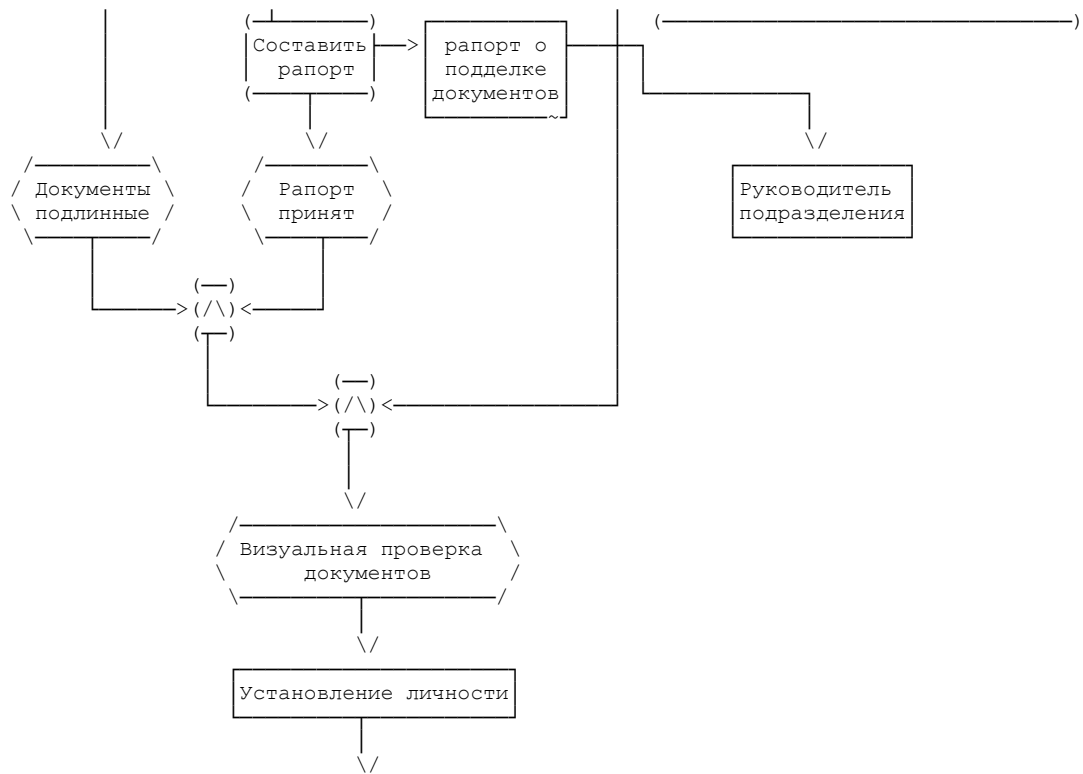 Составить
рапорт
рапорт о
подделке
документов
Документы
подлинные
Рапорт
принят
Руководитель
подразделения
(/\)
(/\)
Визуальная проверка
документов
Установление личности